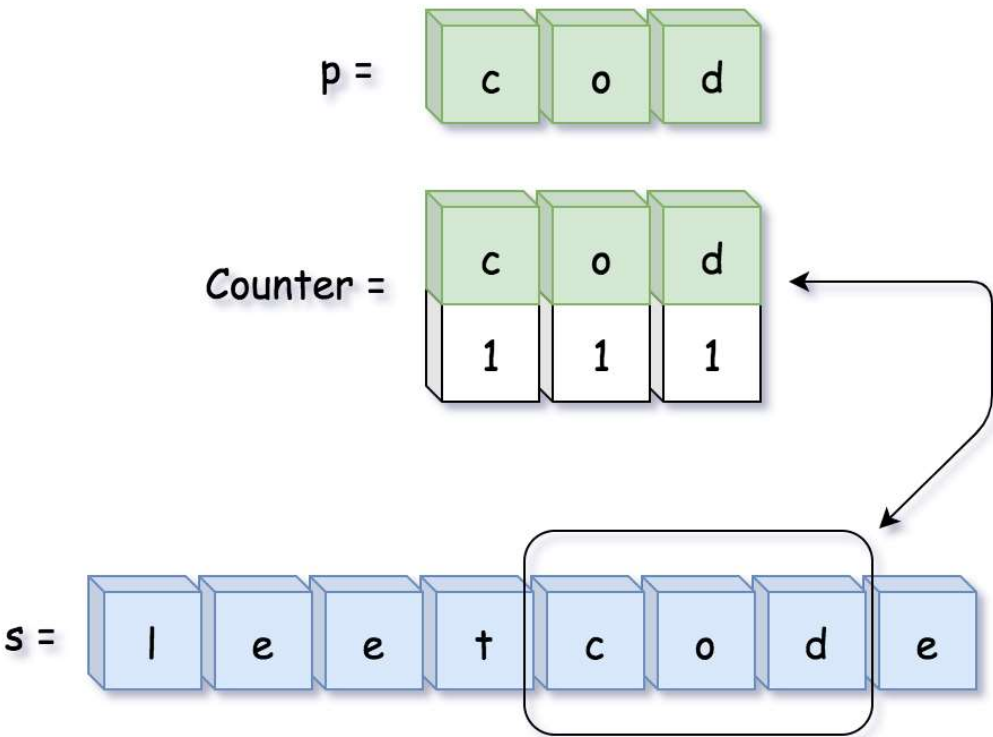 p = c o d
Counter = c o d
1 1 1
s = l e e t c o d e